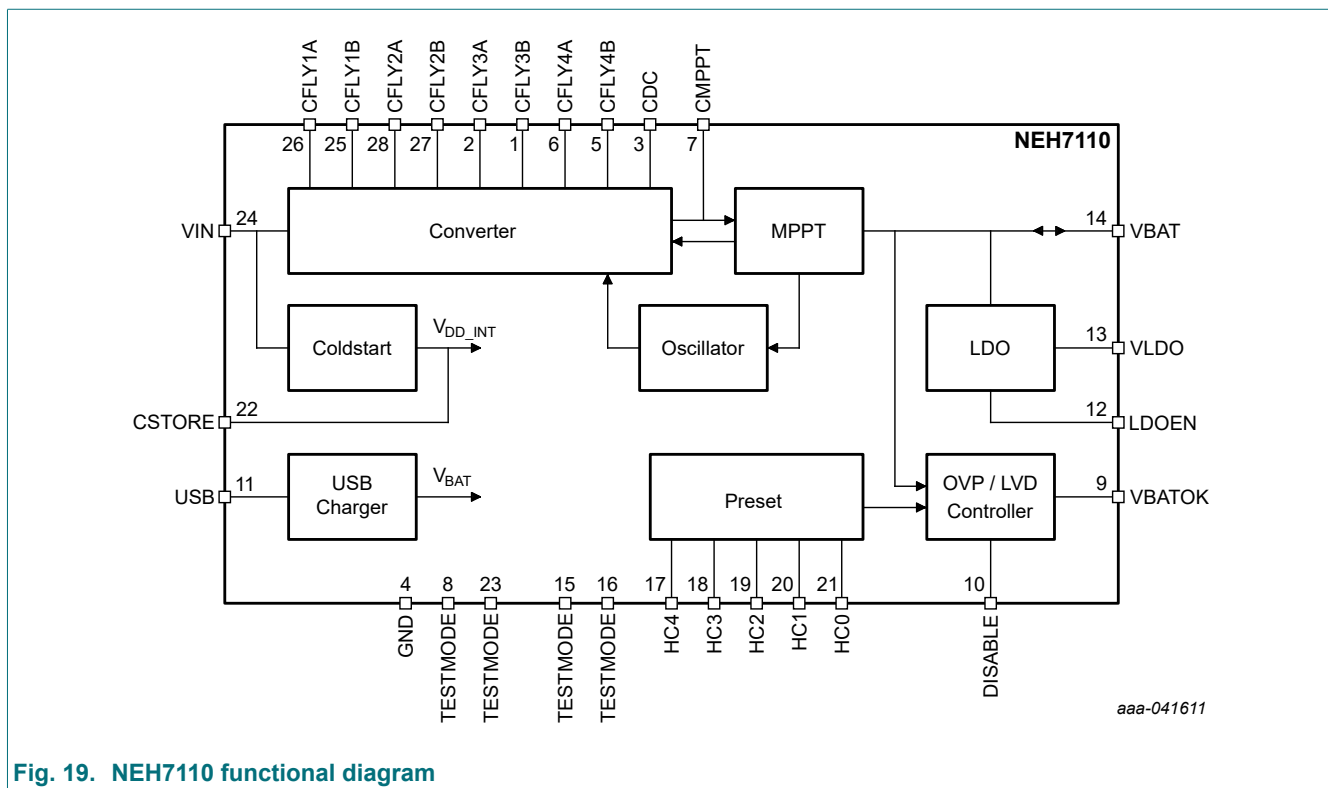 CFLY1A
CFLY1B
CFLY2A
CFLY2B
CFLY3A
CFLY3B
CFLY4A
CFLY4B
CDC
CMPPT
26 25 28 27 2 1 6 5 3 7
NEH7110
VIN 24
Converter
MPPT
14 VBAT
Coldstart
VDD_INT
Oscillator
LDO
13 VLDO
CSTORE 22
12 LDOEN
USB 11
USB
Charger
VBAT
Preset
OVP / LVD
Controller
9 VBATOK
4 8 23 15 16 17 18 19 20 21 10
GND
TESTMODE
TESTMODE
TESTMODE
TESTMODE
HC4
HC3
HC2
HC1
HC0
DISABLE
aaa-041611
Fig. 19. NEH7110 functional diagram